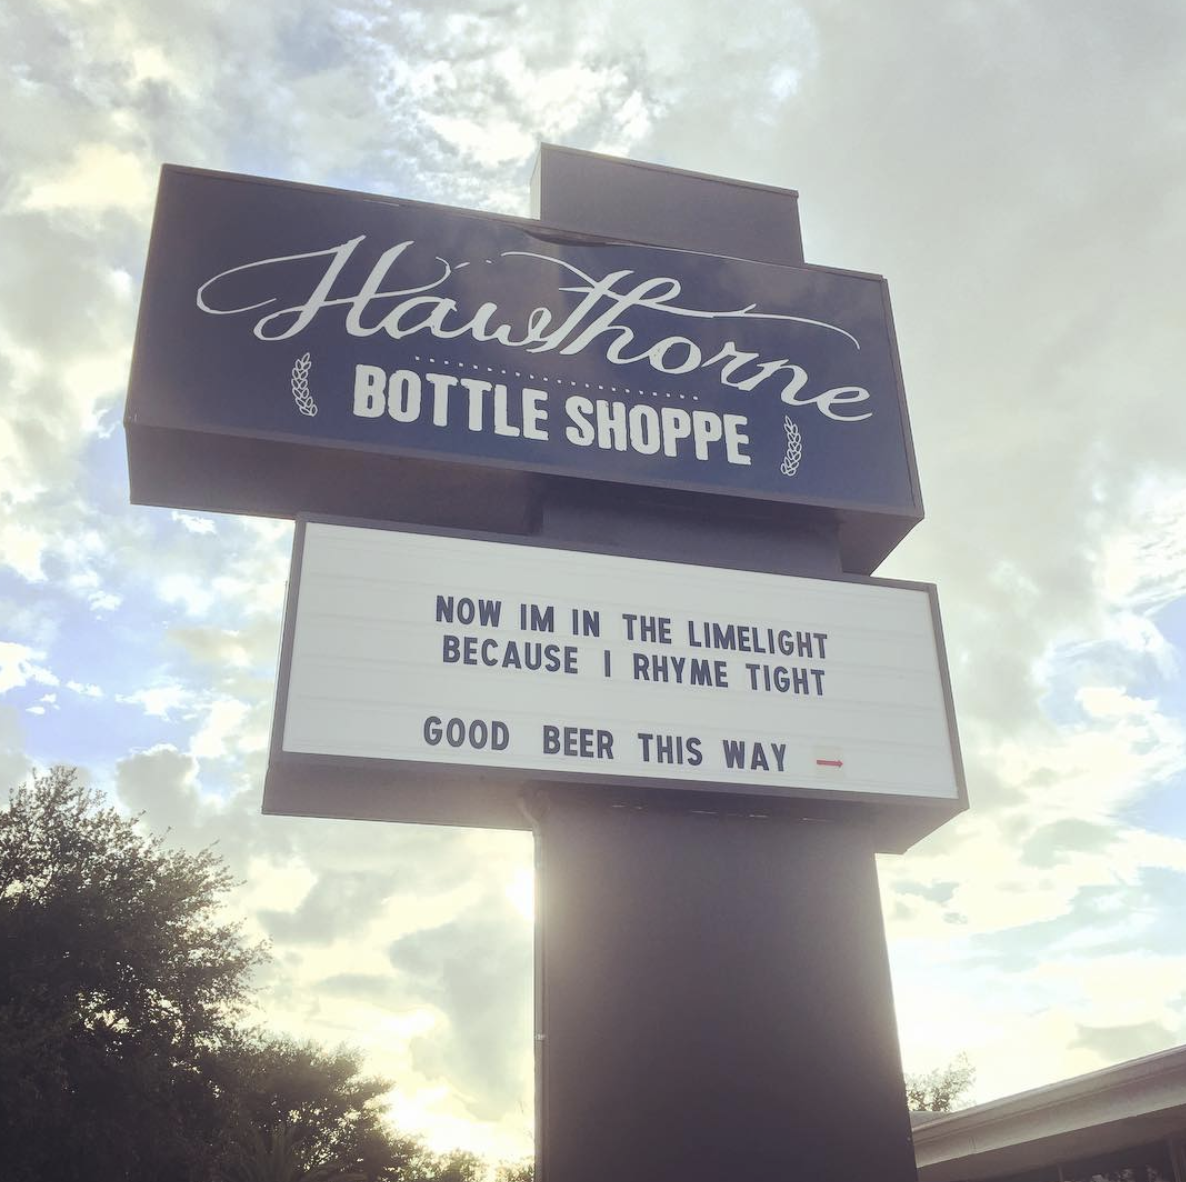 Hawthorne
BOTTLE SHOPPE
NOW IM IN THE LIMELIGHT
BECAUSE I RHYME TIGHT
GOOD BEER THIS WAY →